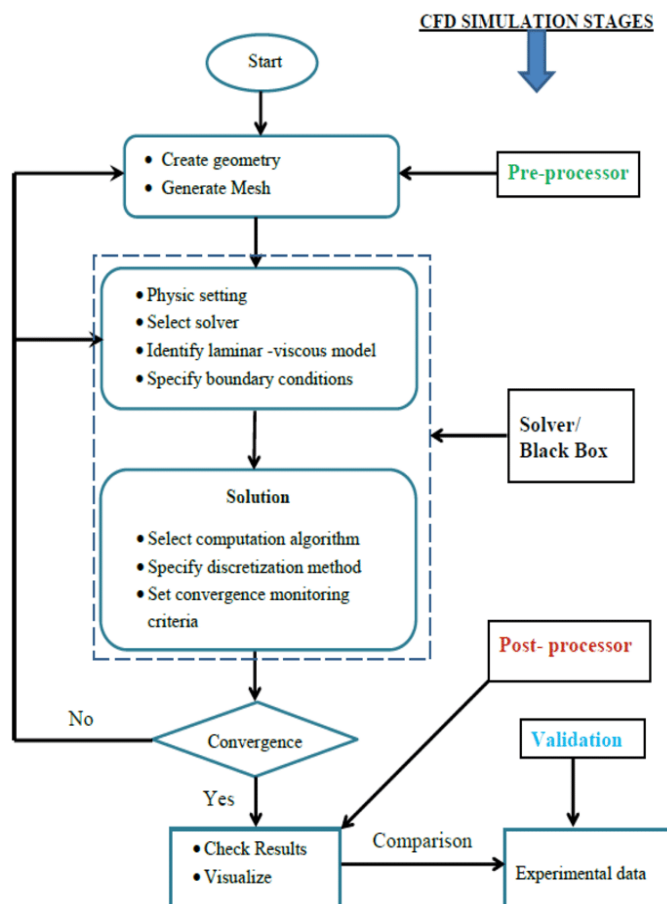 CFD SIMULATION STAGES
Start
• Create geometry
• Generate Mesh
Pre-processor
• Physic setting
• Select solver
• Identify laminar -viscous model
• Specify boundary conditions
Solver/
Black Box
Solution
• Select computation algorithm
• Specify discretization method
• Set convergence monitoring
criteria
Post- processor
No
Convergence
Validation
Yes
• Check Results
• Visualize
Comparison
Experimental data